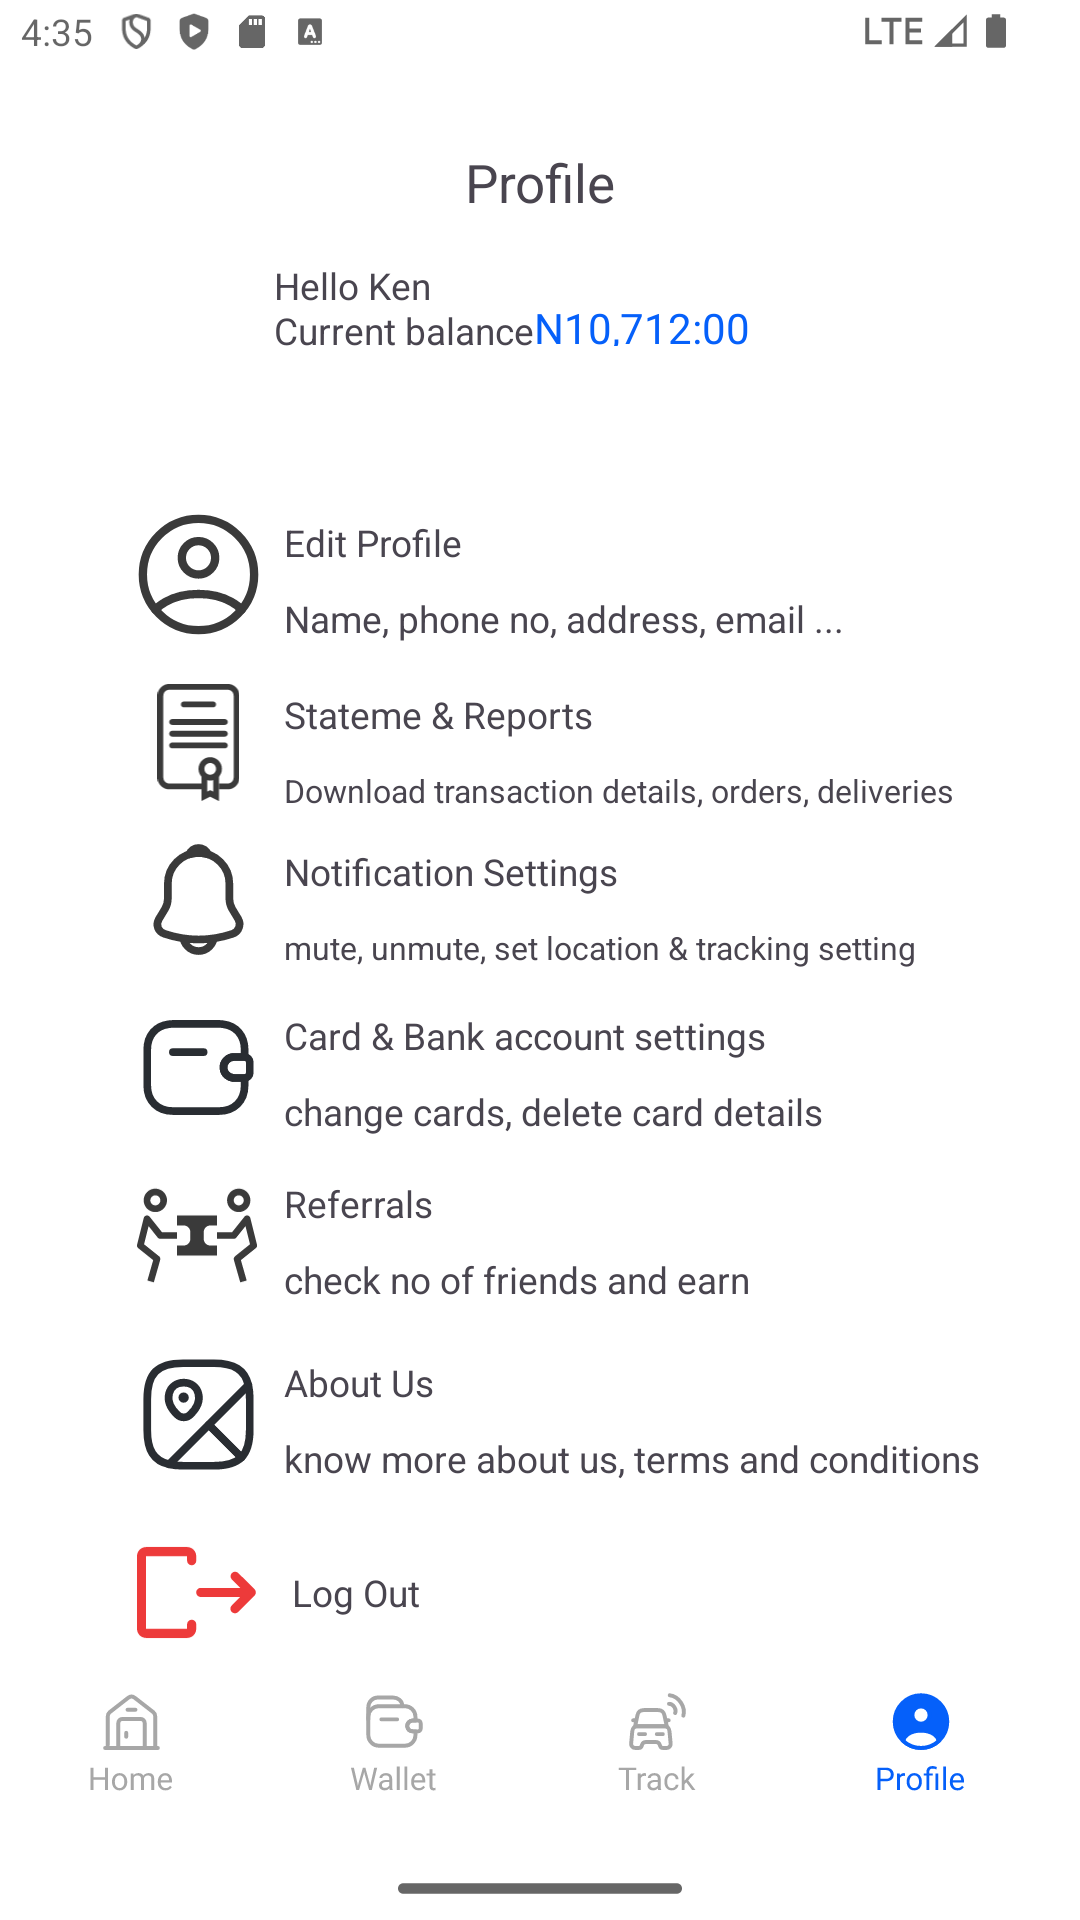 4:35
LTE
Profile
Hello Ken
Current balanceN10,712:00
Edit Profile
Name, phone no, address, email ...
Stateme & Reports
Download transaction details, orders, deliveries
Notification Settings
mute, unmute, set location & tracking setting
Card & Bank account settings
change cards, delete card details
Referrals
check no of friends and earn
About Us
know more about us, terms and conditions
Log Out
Home Wallet Track Profile